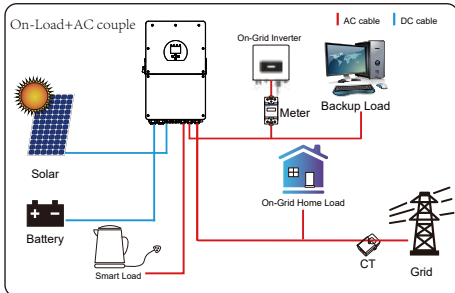 On-Load+AC couple
AC cable
DC cable
On-Grid Inverter
Meter
Backup Load
Solar
On-Grid Home Load
Battery
Smart Load
CT
Grid